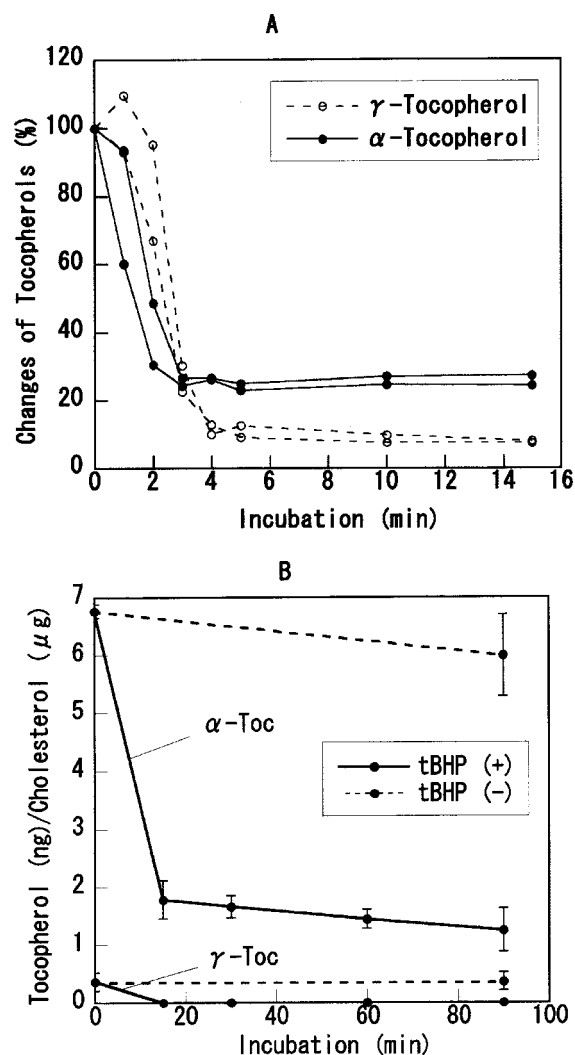 A
Changes of Tocopherols (%)
120
100
80
60
40
20
0
γ-Tocopherol
α-Tocopherol
0 2 4 6 8 10 12 14 16
Incubation (min)
B
Tocopherol (ng)/Cholesterol (μg)
7
6
5
4
3
2
1
0
α-Toc
tBHP (+)
tBHP (-)
γ-Toc
0 20 40 60 80 100
Incubation (min)